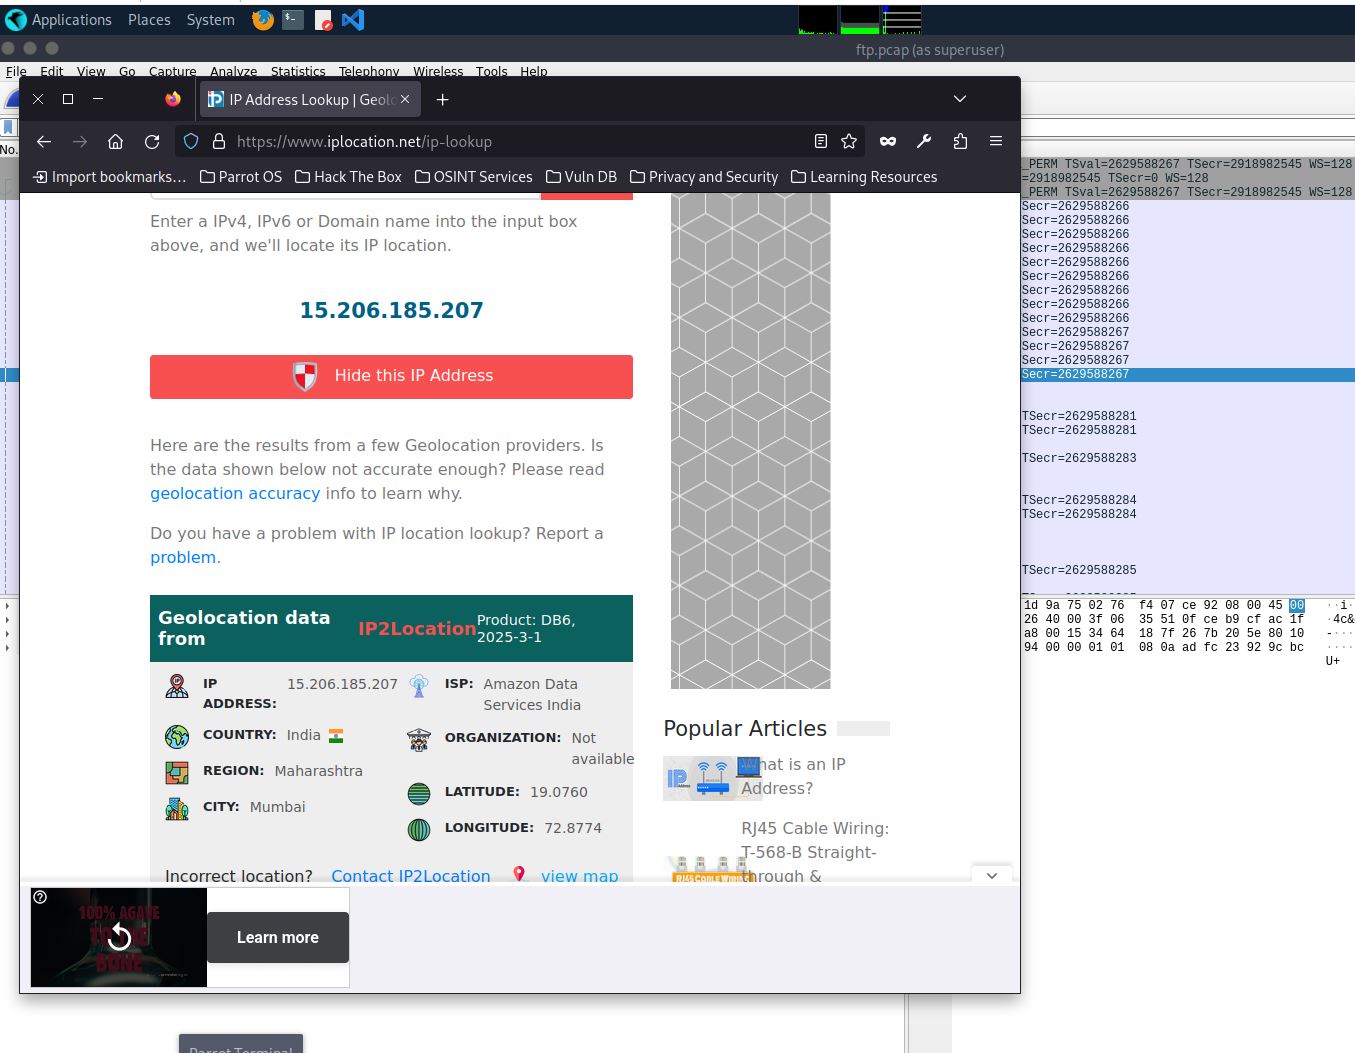 Applications Places System
ftp.pcap (as superuser)
File Edit View Go Capture Analyze Statistics Telephony Wireless Tools Help
IP Address Lookup | Geolo
https://www.iplocation.net/ip-lookup
Import bookmarks... Parrot OS Hack The Box OSINT Services Vuln DB Privacy and Security Learning Resources
No.
Enter a IPv4, IPv6 or Domain name into the input box
above, and we'll locate its IP location.
15.206.185.207
Hide this IP Address
Here are the results from a few Geolocation providers. Is
the data shown below not accurate enough? Please read
geolocation accuracy info to learn why.
Do you have a problem with IP location lookup? Report a
problem.
Geolocation data
from
IP2Location
Product: DB6,
2025-3-1
IP
ADDRESS:
15.206.185.207
COUNTRY: India
REGION: Maharashtra
CITY: Mumbai
ISP: Amazon Data
Services India
ORGANIZATION: Not
available
LATITUDE: 19.0760
LONGITUDE: 72.8774
Incorrect location? Contact IP2Location view map
Popular Articles
IP
Address
What is an IP
Address?
RJ45 Cable Wiring:
T-568-B Straight-
through &
RJ45 CABLE WIRING
100% AGAVE
TO THE
BONE
Learn more
_PERM TSval=2629588267 TSecr=2918982545 WS=128
=2918982545 TSecr=0 WS=128
_PERM TSval=2629588267 TSecr=2918982545 WS=128
Secr=2629588266
Secr=2629588266
Secr=2629588266
Secr=2629588266
Secr=2629588266
Secr=2629588266
Secr=2629588266
Secr=2629588266
Secr=2629588266
Secr=2629588267
Secr=2629588267
Secr=2629588267
Secr=2629588267
TSecr=2629588281
TSecr=2629588281
TSecr=2629588283
TSecr=2629588284
TSecr=2629588284
TSecr=2629588285
1d 9a 75 02 76 f4 07 ce 92 08 00 45 00 ··i·
26 40 00 3f 06 35 51 0f ce b9 cf ac 1f ·4c&
a8 00 15 34 64 18 7f 26 7b 20 5e 80 10 -···
94 00 00 01 01 08 0a ad fc 23 92 9c bc ····
U+
Parrot Terminal